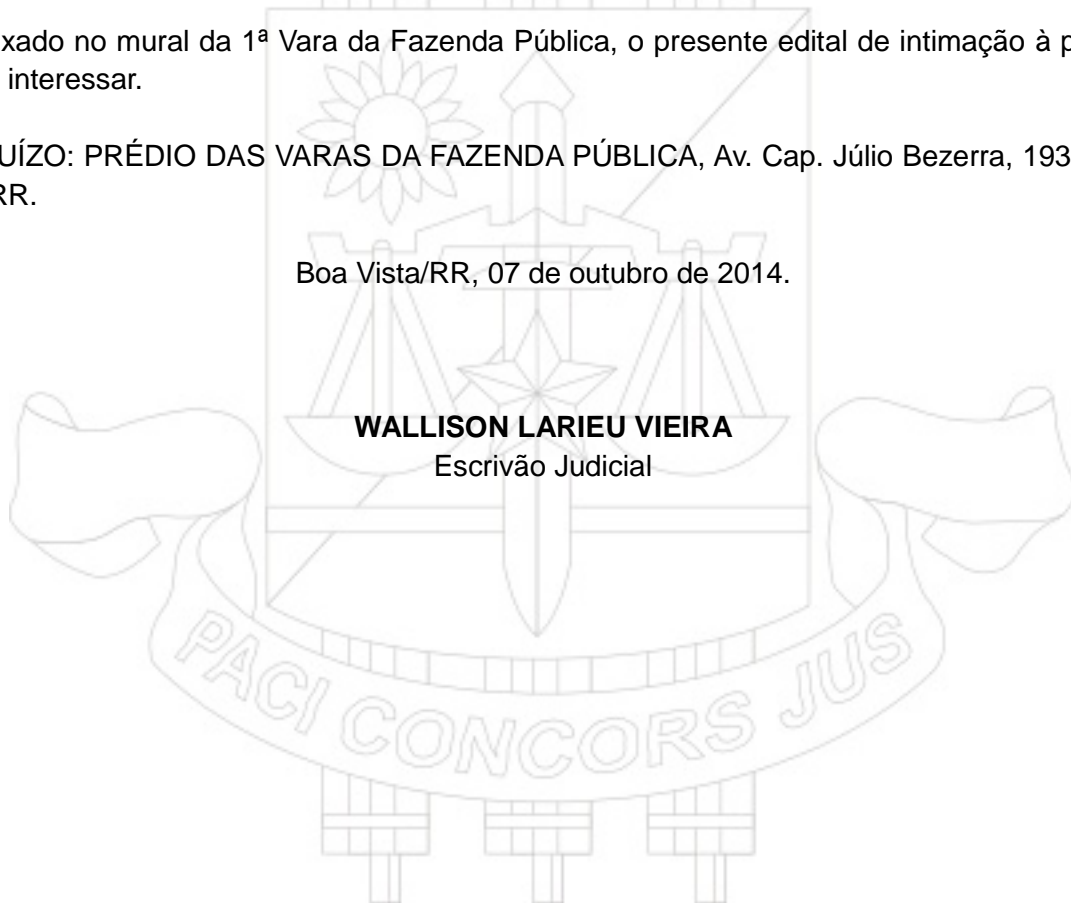 ixado no mural da 1ª Vara da Fazenda Pública, o presente edital de intimação à p
interessar.
UÍZO: PRÉDIO DAS VARAS DA FAZENDA PÚBLICA, Av. Cap. Júlio Bezerra, 193
RR.
Boa Vista/RR, 07 de outubro de 2014.
WALLISON LARIEU VIEIRA
Escrivão Judicial
PACI CONCORS JUS